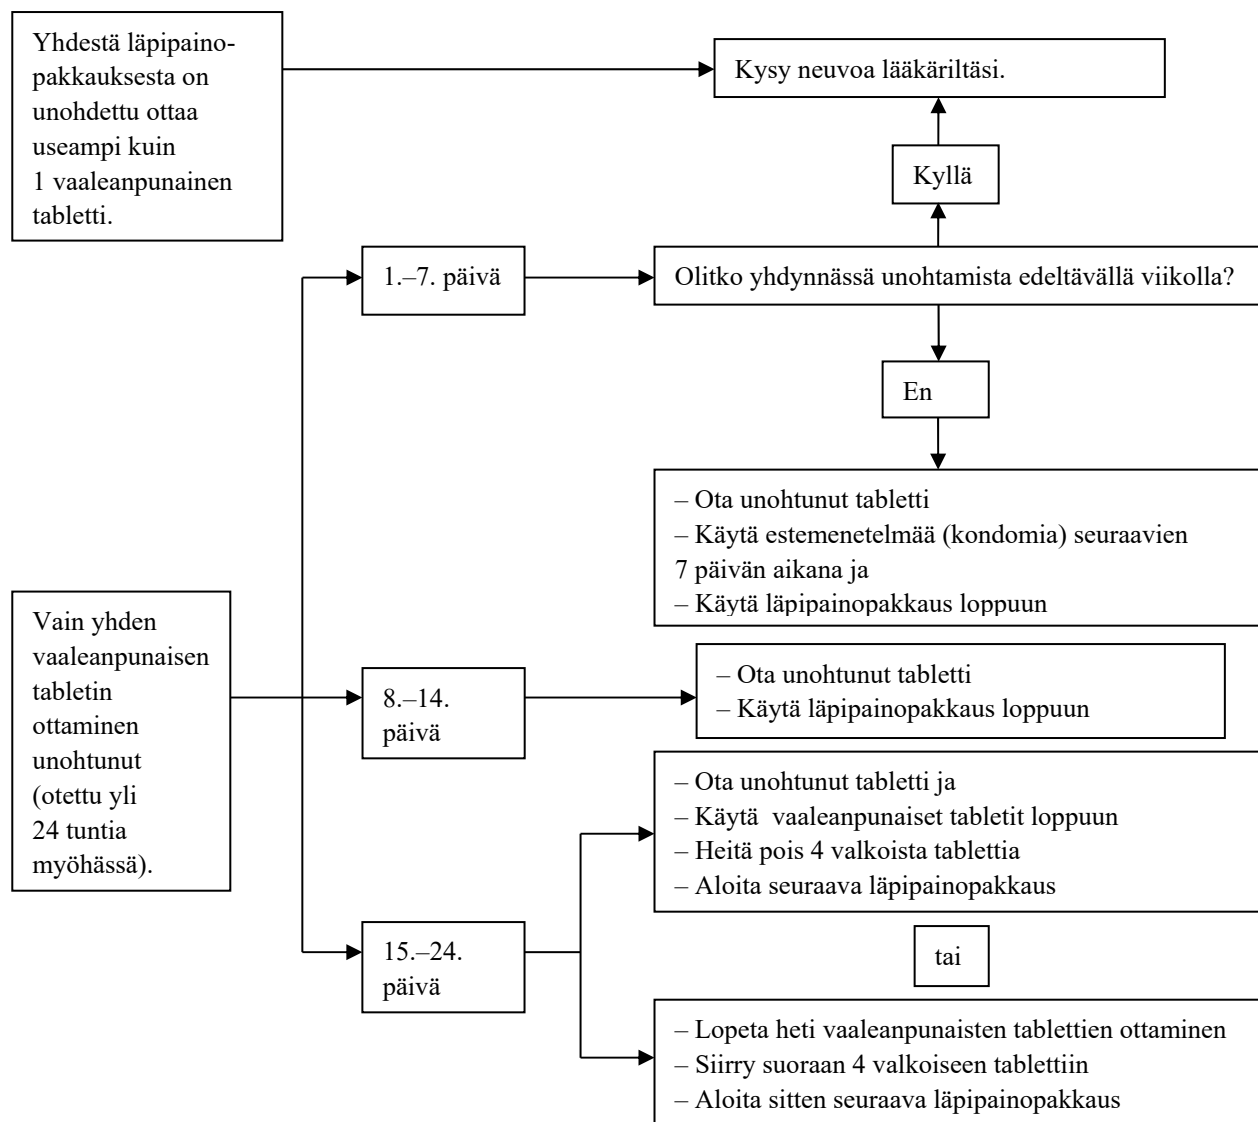 Yhdestä läpipaino-
pakkauksesta on
unohdettu ottaa
useampi kuin
1 vaaleanpunainen
tabletti.
Kysy neuvoa lääkäriltäsi.
Kyllä
1.–7. päivä
Olitko yhdynnässä unohtamista edeltävällä viikolla?
En
– Ota unohtunut tabletti
– Käytä estemenetelmää (kondomia) seuraavien
7 päivän aikana ja
– Käytä läpipainopakkaus loppuun
Vain yhden
vaaleanpunaisen
tabletin
ottaminen
unohtunut
(otettu yli
24 tuntia
myöhässä).
8.–14.
päivä
– Ota unohtunut tabletti
– Käytä läpipainopakkaus loppuun
– Ota unohtunut tabletti ja
– Käytä  vaaleanpunaiset tabletit loppuun
– Heitä pois 4 valkoista tablettia
– Aloita seuraava läpipainopakkaus
15.–24.
päivä
tai
– Lopeta heti vaaleanpunaisten tablettien ottaminen
– Siirry suoraan 4 valkoiseen tablettiin
– Aloita sitten seuraava läpipainopakkaus